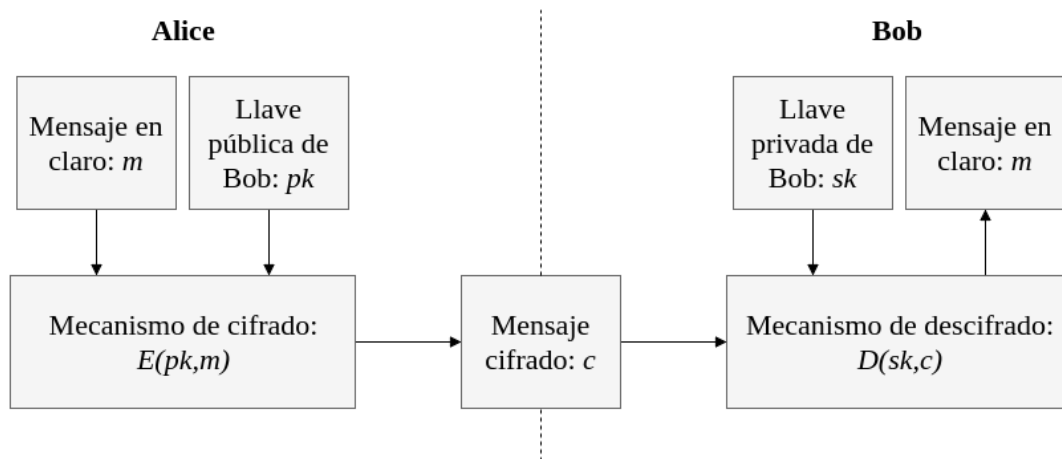 Alice
Bob
Mensaje en
claro: m
Llave
pública de
Bob: pk
Llave
privada de
Bob: sk
Mensaje en
claro: m
Mecanismo de cifrado:
E(pk,m)
Mensaje
cifrado: c
Mecanismo de descifrado:
D(sk,c)